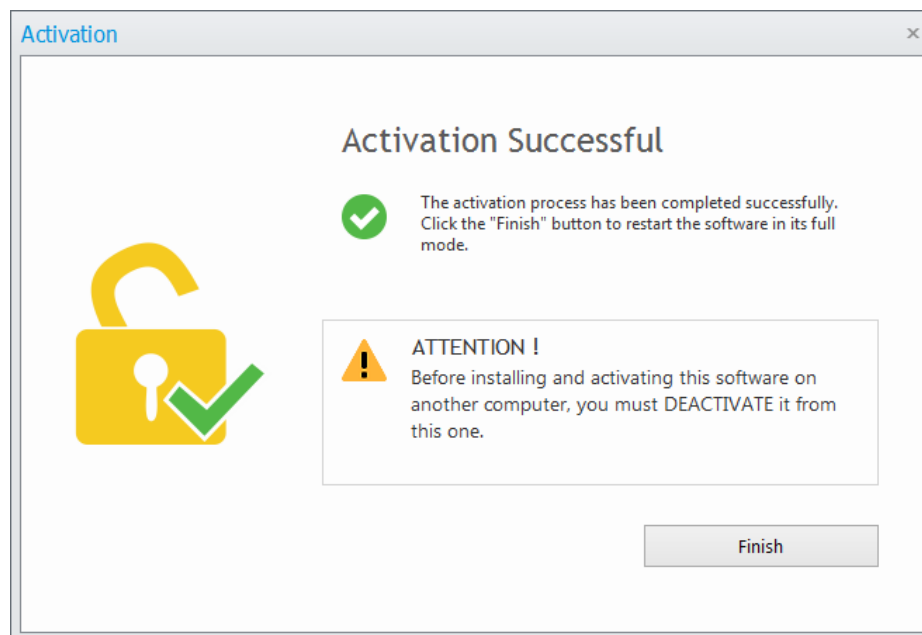 Activation
Activation Successful
The activation process has been completed successfully.
Click the "Finish" button to restart the software in its full
mode.
ATTENTION !
Before installing and activating this software on
another computer, you must DEACTIVATE it from
this one.
Finish